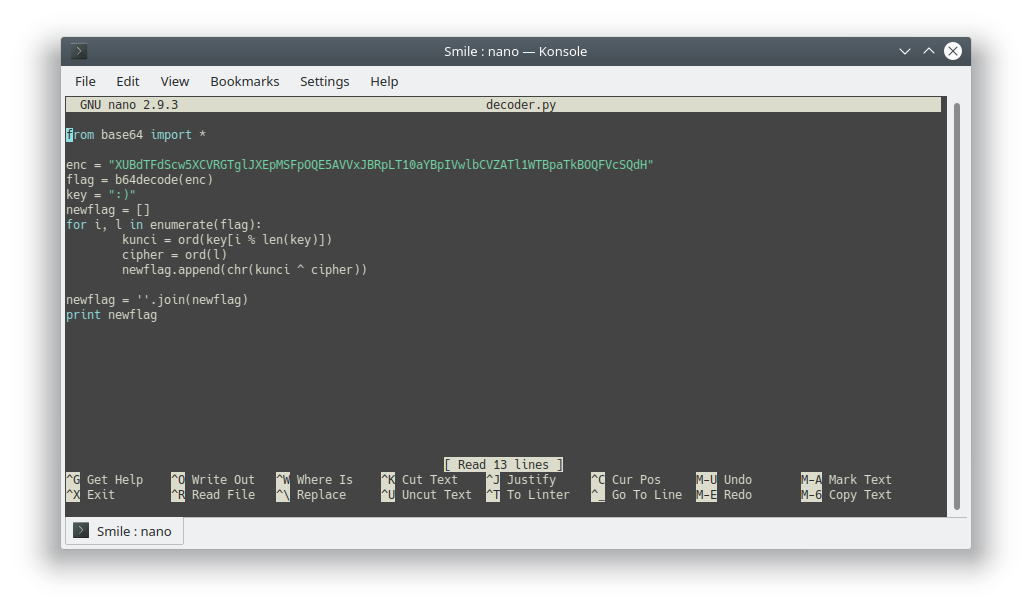 Smile : nano — Konsole
File Edit View Bookmarks Settings Help
GNU nano 2.9.3 decoder.py
from base64 import *
enc = "XUBdTFdScw5XCVRGTglJXEpMSFpOQE5AVVxJBRpLT10aYBpIVwlbCVZATl1WTBpaTkBOQFVcSQdH"
flag = b64decode(enc)
key = ":)"
newflag = []
for i, l in enumerate(flag):
        kunci = ord(key[i % len(key)])
        cipher = ord(l)
        newflag.append(chr(kunci ^ cipher))
newflag = ''.join(newflag)
print newflag
[ Read 13 lines ]
^G Get Help ^O Write Out ^W Where Is ^K Cut Text ^J Justify ^C Cur Pos M-U Undo M-A Mark Text
^X Exit ^R Read File ^\ Replace ^U Uncut Text ^T To Linter ^_ Go To Line M-E Redo M-6 Copy Text
Smile : nano